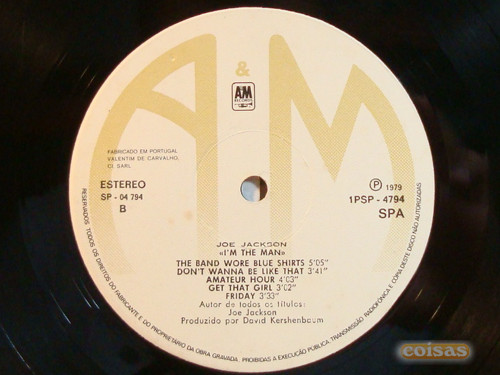 A & M
A&M
RECORDS
FABRICADO EM PORTUGAL
VALENTIM DE CARVALHO,
CI. SARL
ESTEREO
SP - 04 794
B
℗ 1979
1PSP - 4794
SPA
JOE JACKSON
«I'M THE MAN»
THE BAND WORE BLUE SHIRTS 5'05"
DON'T WANNA BE LIKE THAT 3'41"
AMATEUR HOUR 4'03"
GET THAT GIRL 3'02"
FRIDAY 3'33"
Autor de todos os títulos:
Joe Jackson
Produzido por David Kershenbaum
RESERVADOS TODOS OS DIREITOS DO FABRICANTE E DO PROPRIETÁRIO DA OBRA GRAVADA. PROIBIDAS A EXECUÇÃO PÚBLICA, TRANSMISSÃO RADIOFÓNICA E CÓPIA DESTE DISCO NÃO AUTORIZADAS
coisas